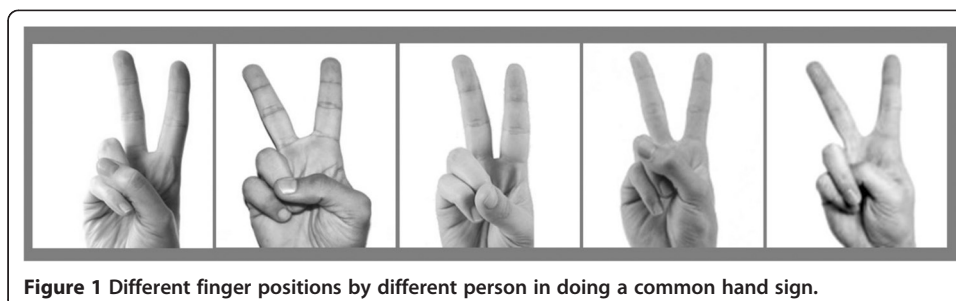 Figure 1 Different finger positions by different person in doing a common hand sign.